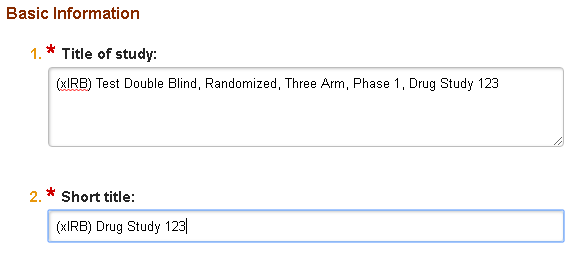 Basic Information
1. * Title of study:
(xIRB) Test Double Blind, Randomized, Three Arm, Phase 1, Drug Study 123
2. * Short title:
(xIRB) Drug Study 123